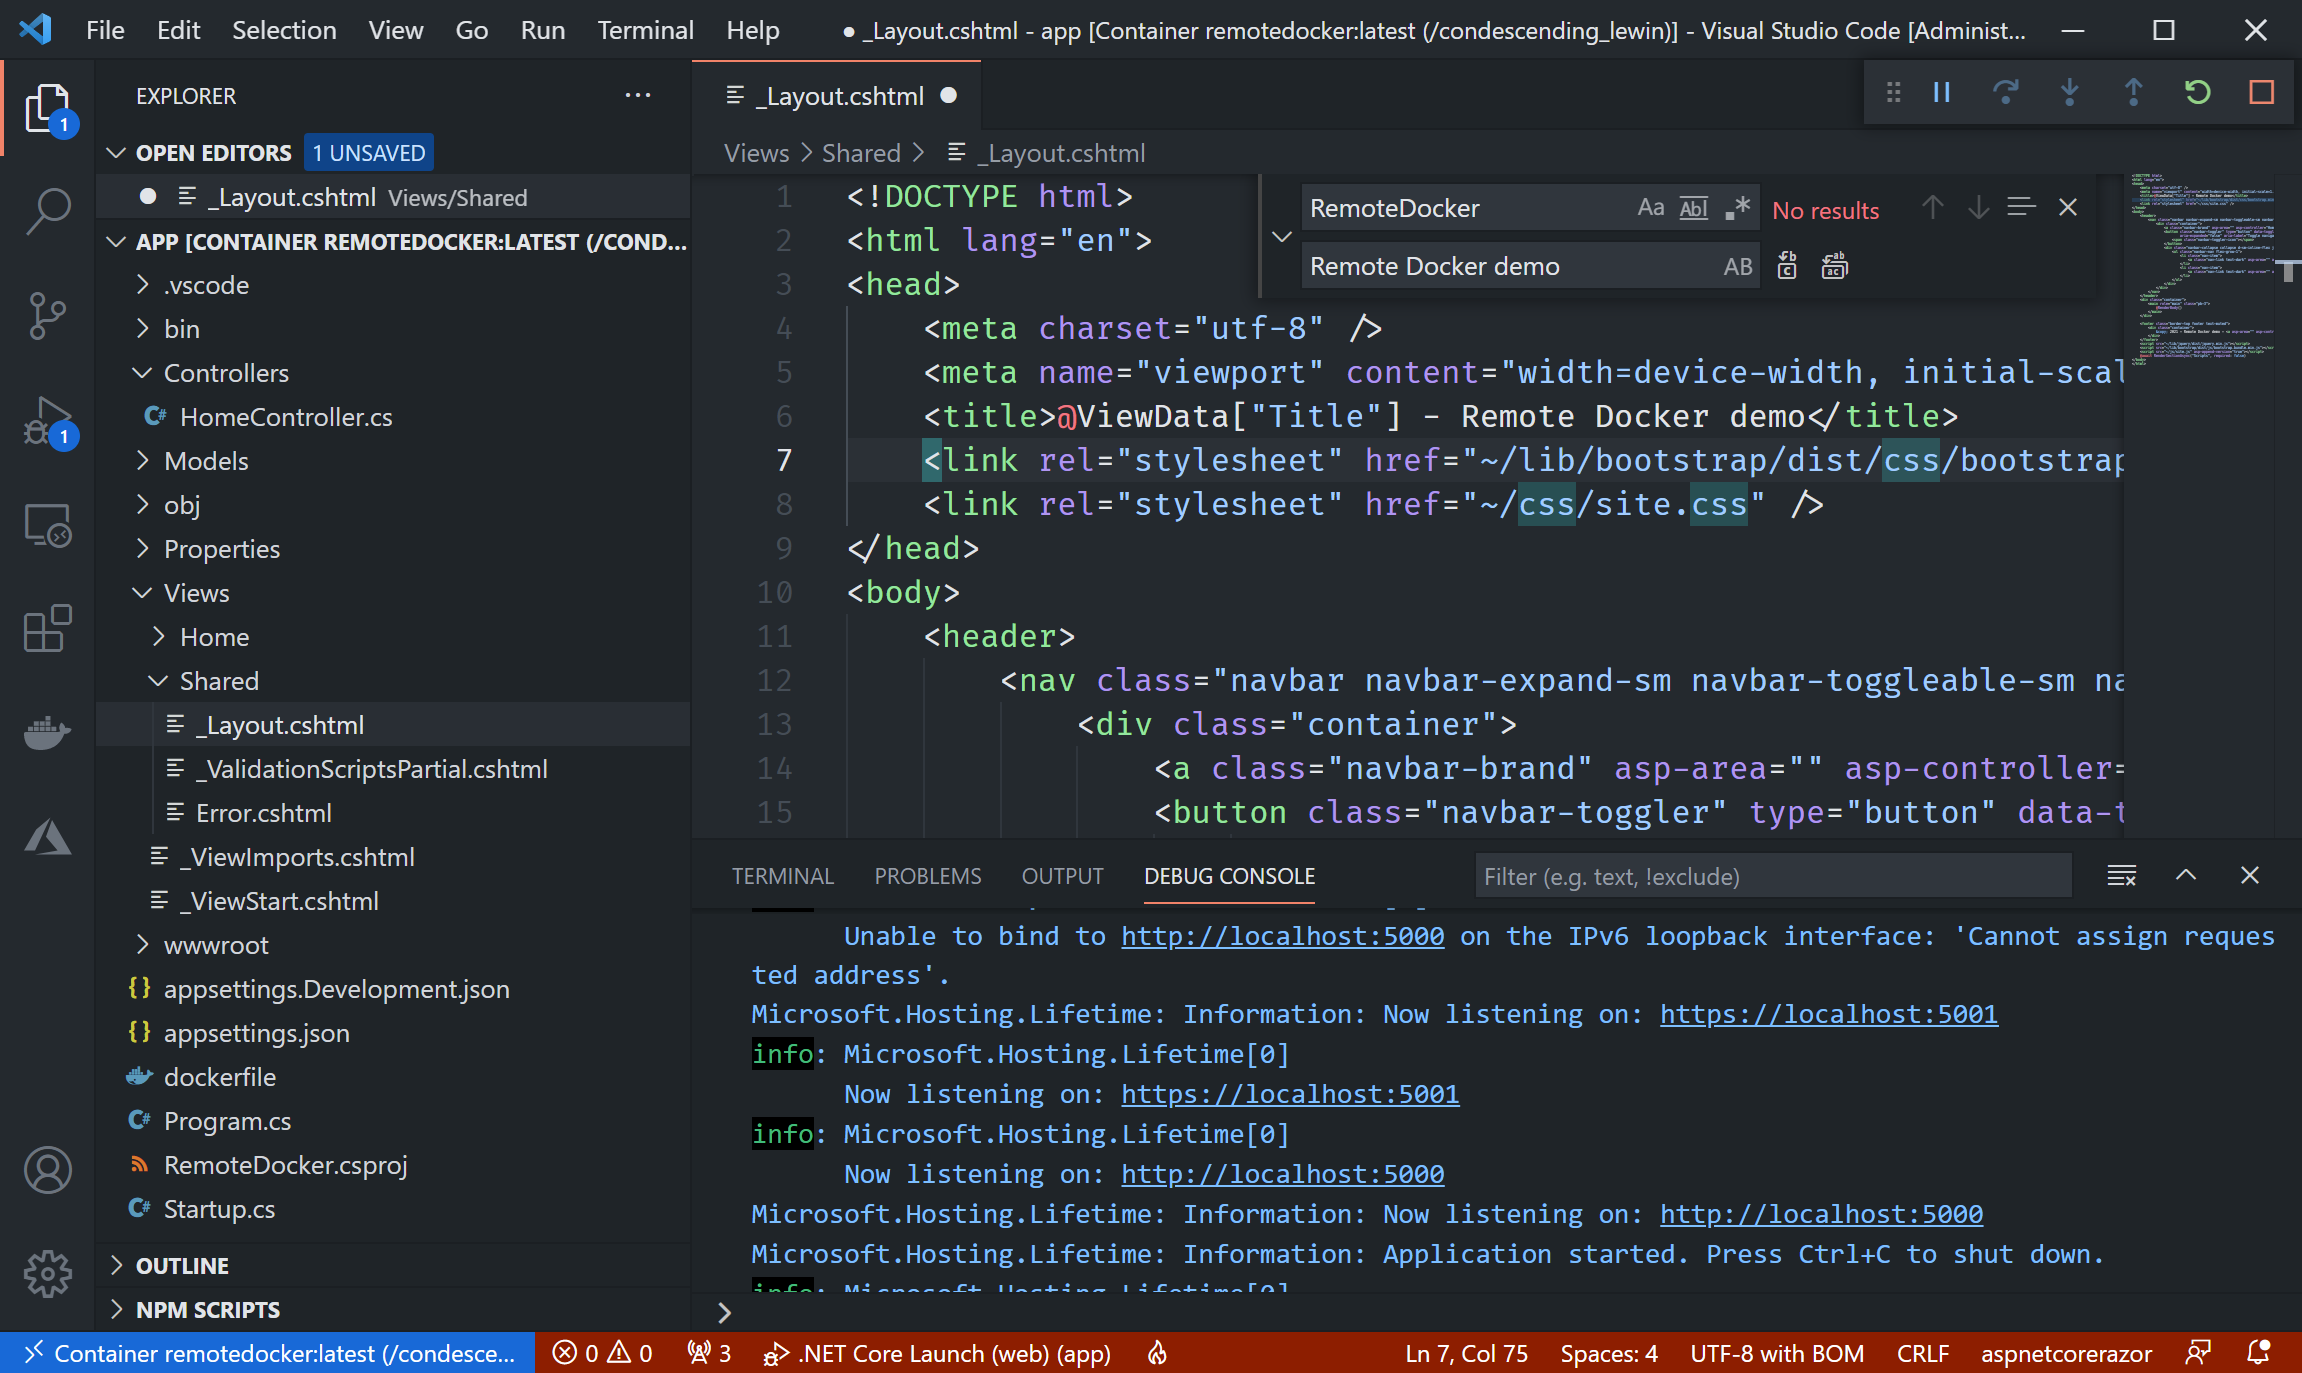 File Edit Selection View Go Run Terminal Help ● _Layout.cshtml - app [Container remotedocker:latest (/condescending_lewin)] - Visual Studio Code [Administ...
EXPLORER ...
1
OPEN EDITORS 1 UNSAVED
_Layout.cshtml Views/Shared
APP [CONTAINER REMOTEDOCKER:LATEST (/COND...
.vscode
bin
Controllers
C# HomeController.cs
1
Models
obj
Properties
Views
Home
Shared
_Layout.cshtml
_ValidationScriptsPartial.cshtml
Error.cshtml
_ViewImports.cshtml
_ViewStart.cshtml
wwwroot
{} appsettings.Development.json
{} appsettings.json
dockerfile
C# Program.cs
RemoteDocker.csproj
C# Startup.cs
OUTLINE
NPM SCRIPTS
_Layout.cshtml ●
Views > Shared > _Layout.cshtml
RemoteDocker Aa Abl .* No results
Remote Docker demo AB
1 <!DOCTYPE html>
2 <html lang="en">
3 <head>
4 <meta charset="utf-8" />
5 <meta name="viewport" content="width=device-width, initial-scal
6 <title>@ViewData["Title"] - Remote Docker demo</title>
7 <link rel="stylesheet" href="~/lib/bootstrap/dist/css/bootstrap
8 <link rel="stylesheet" href="~/css/site.css" />
9 </head>
10 <body>
11 <header>
12 <nav class="navbar navbar-expand-sm navbar-toggleable-sm na
13 <div class="container">
14 <a class="navbar-brand" asp-area="" asp-controller=
15 <button class="navbar-toggler" type="button" data-t
TERMINAL PROBLEMS OUTPUT DEBUG CONSOLE Filter (e.g. text, !exclude)
Unable to bind to http://localhost:5000 on the IPv6 loopback interface: 'Cannot assign reques
ted address'.
Microsoft.Hosting.Lifetime: Information: Now listening on: https://localhost:5001
info: Microsoft.Hosting.Lifetime[0]
Now listening on: https://localhost:5001
info: Microsoft.Hosting.Lifetime[0]
Now listening on: http://localhost:5000
Microsoft.Hosting.Lifetime: Information: Now listening on: http://localhost:5000
Microsoft.Hosting.Lifetime: Information: Application started. Press Ctrl+C to shut down.
info: Microsoft.Hosting.Lifetime[0]
>
Container remotedocker:latest (/condesce... 0 0 3 .NET Core Launch (web) (app) Ln 7, Col 75 Spaces: 4 UTF-8 with BOM CRLF aspnetcorerazor